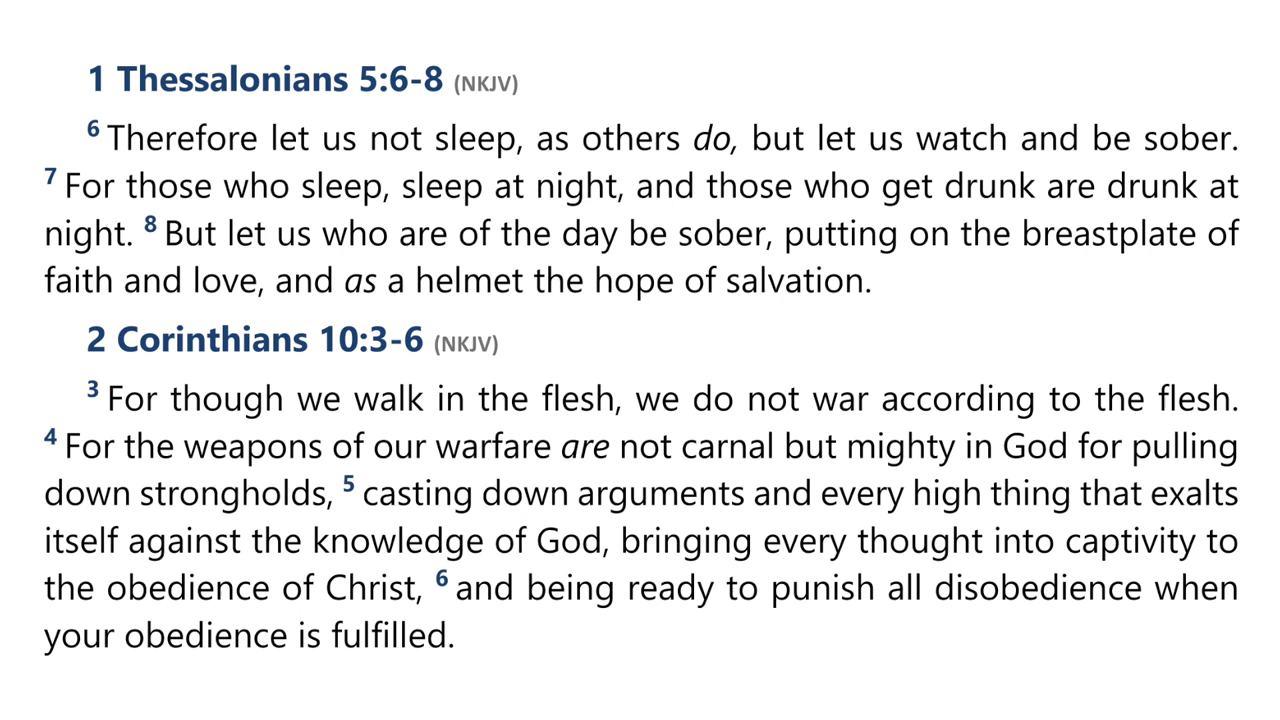 1 Thessalonians 5:6-8 (NKJV)
6 Therefore let us not sleep, as others do, but let us watch and be sober.
7 For those who sleep, sleep at night, and those who get drunk are drunk at
night. 8 But let us who are of the day be sober, putting on the breastplate of
faith and love, and as a helmet the hope of salvation.
2 Corinthians 10:3-6 (NKJV)
3 For though we walk in the flesh, we do not war according to the flesh.
4 For the weapons of our warfare are not carnal but mighty in God for pulling
down strongholds, 5 casting down arguments and every high thing that exalts
itself against the knowledge of God, bringing every thought into captivity to
the obedience of Christ, 6 and being ready to punish all disobedience when
your obedience is fulfilled.